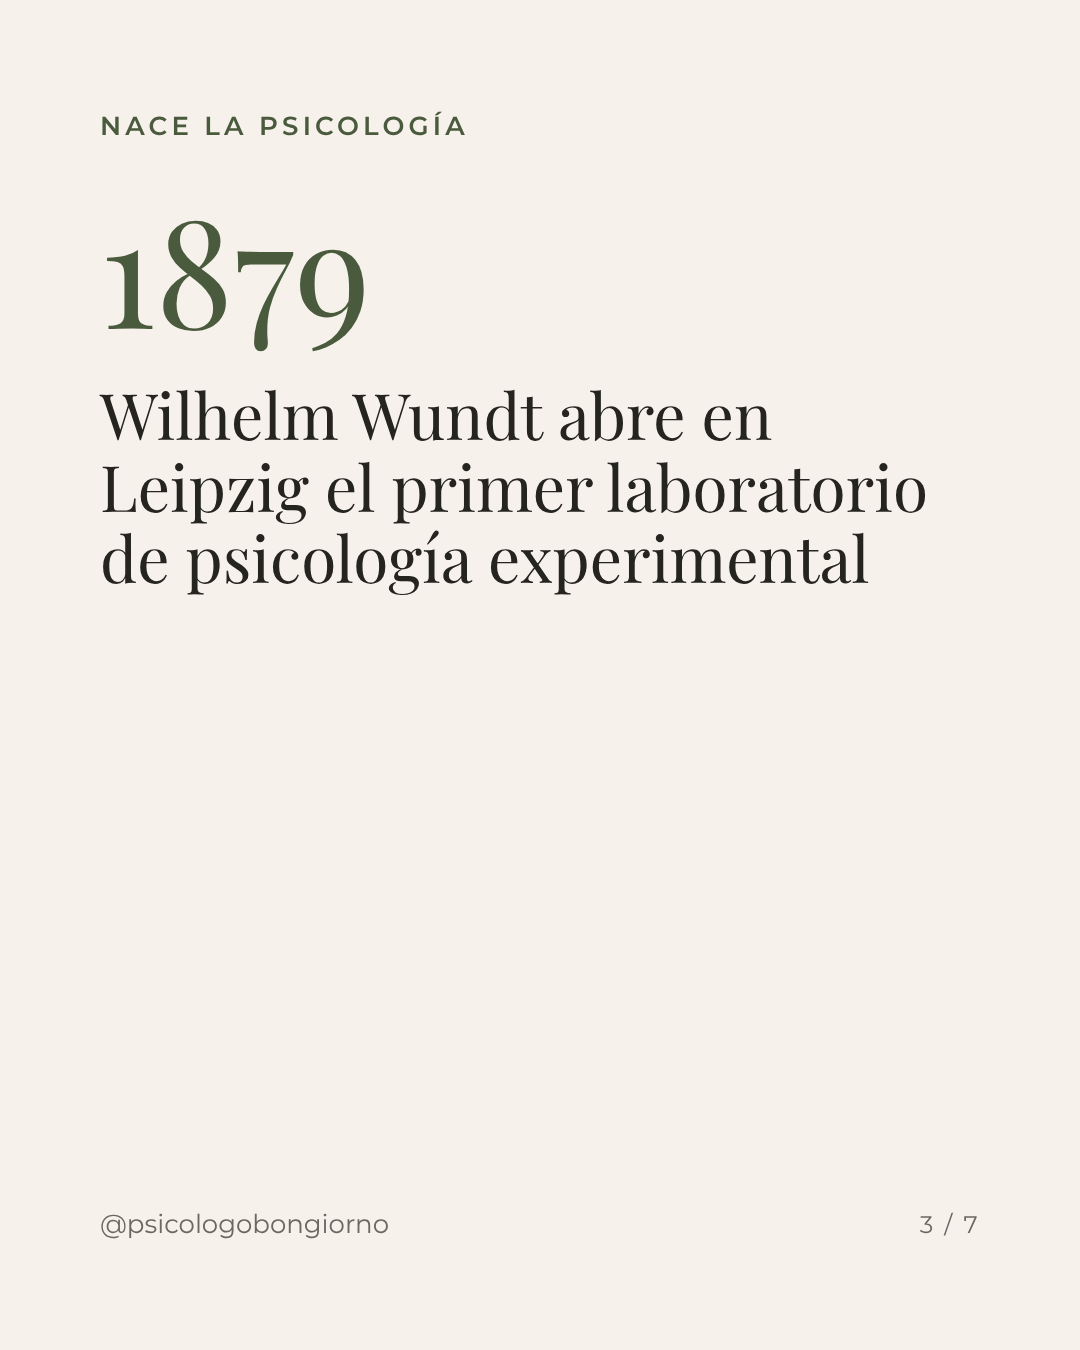 NACE LA PSICOLOGÍA
1879
Wilhelm Wundt abre en
Leipzig el primer laboratorio
de psicología experimental
@psicologobongiorno
3 / 7